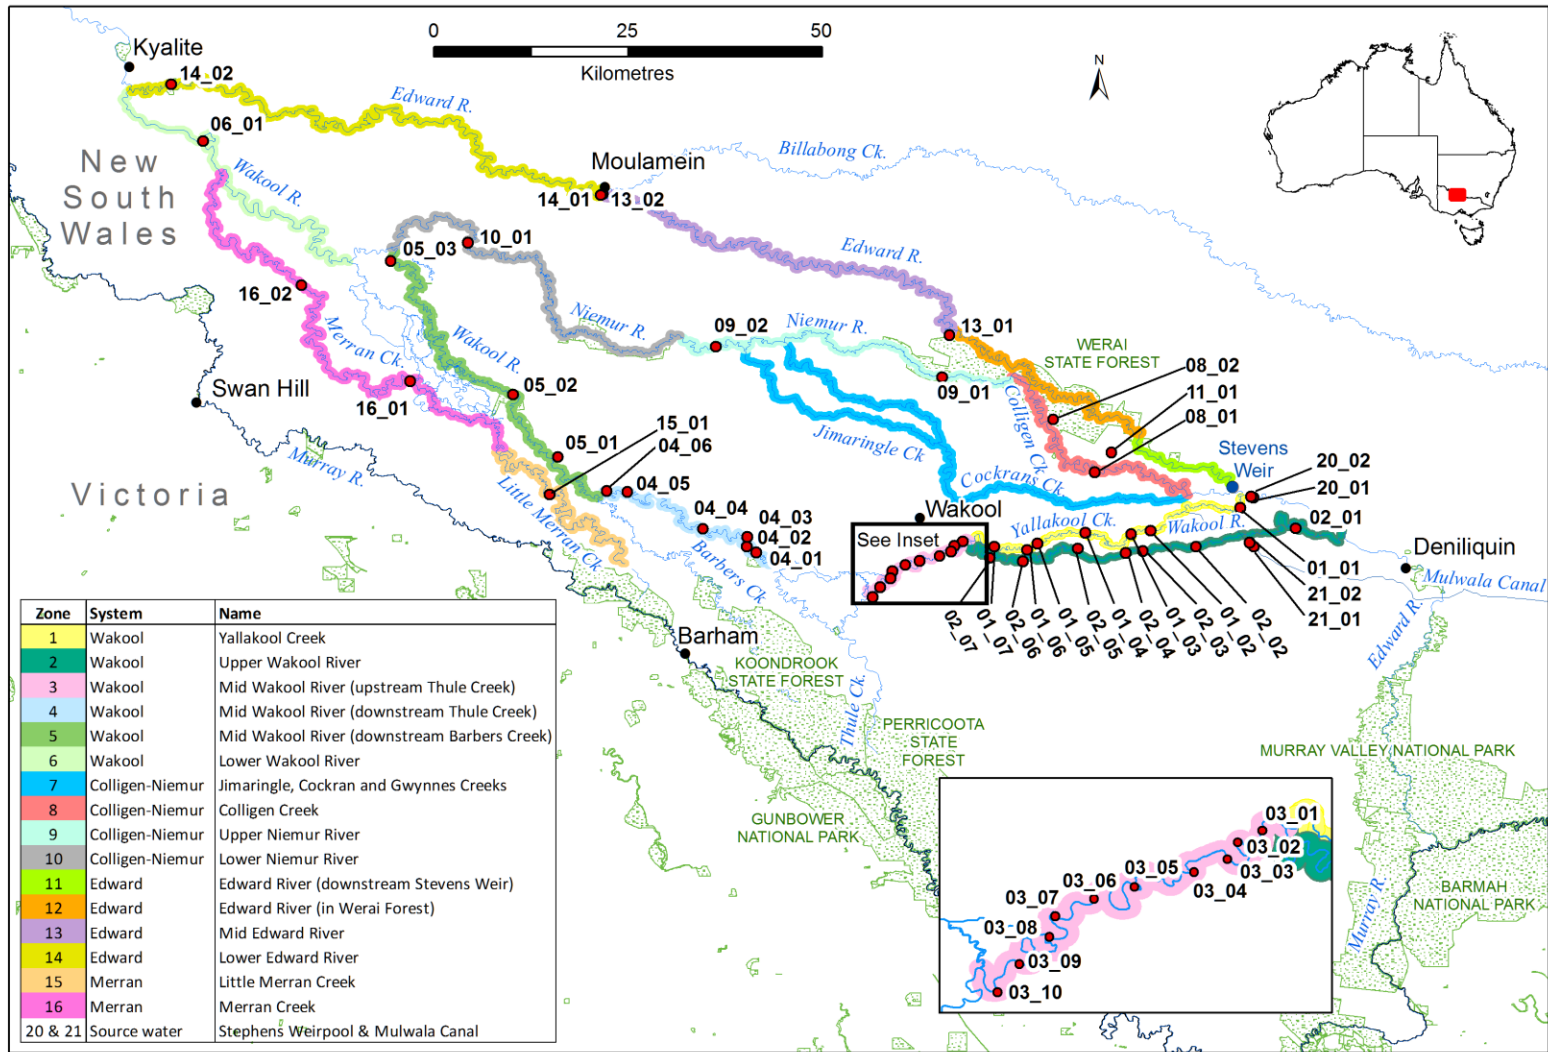 0
25
50
Kilometres
N
Kyalite
14_02
Edward R.
06_01
New
South
Wales
Wakool R.
Moulamein
14_01
13_02
Billabong Ck.
05_03
10_01
Edward R.
16_02
Merran Ck.
Wakool R.
Niemur R.
09_02
Niemur R.
13_01
WERAI
STATE FOREST
08_02
11_01
08_01
09_01
Colligen Ck
Swan Hill
16_01
05_02
15_01
04_06
05_01
Jimaringle Ck
Cockrans Ck.
Stevens
Weir
20_02
20_01
Murray R.
Victoria
Little Merran Ck
04_05
04_04
04_03
04_02
04_01
Barbers Ck
Wakool
See Inset
Yallakool Ck.
Wakool R.
02_01
Deniliquin
Mulwala Canal
01_01
21_02
21_01
02_07
01_07
02_06
01_06
01_05
02_05
01_04
02_04
01_03
02_03
01_02
02_02
Edward R.
Barham
KOONDROOK
STATE FOREST
Thule Ck.
PERRICOOTA
STATE
FOREST
GUNBOWER
NATIONAL PARK
MURRAY VALLEY NATIONAL PARK
BARMAH
NATIONAL PARK
Murray R
03_01
03_02
03_03
03_04
03_05
03_06
03_07
03_08
03_09
03_10
Zone System Name
1 Wakool Yallakool Creek
2 Wakool Upper Wakool River
3 Wakool Mid Wakool River (upstream Thule Creek)
4 Wakool Mid Wakool River (downstream Thule Creek)
5 Wakool Mid Wakool River (downstream Barbers Creek)
6 Wakool Lower Wakool River
7 Colligen-Niemur Jimaringle, Cockran and Gwynnes Creeks
8 Colligen-Niemur Colligen Creek
9 Colligen-Niemur Upper Niemur River
10 Colligen-Niemur Lower Niemur River
11 Edward Edward River (downstream Stevens Weir)
12 Edward Edward River (in Werai Forest)
13 Edward Mid Edward River
14 Edward Lower Edward River
15 Merran Little Merran Creek
16 Merran Merran Creek
20 & 21 Source water Stephens Weirpool & Mulwala Canal